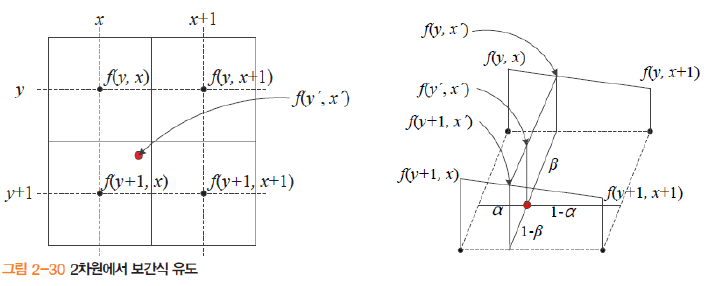 x x+1
y
y+1
f(y, x) f(y, x+1)
f(y´, x´)
f(y+1, x) f(y+1, x+1)
f(y, x´)
f(y, x)
f(y, x+1)
f(y´, x´)
f(y+1, x´)
f(y+1, x)
f(y+1, x+1)
β
α 1-α
1-β
그림 2-30 2차원에서 보간식 유도